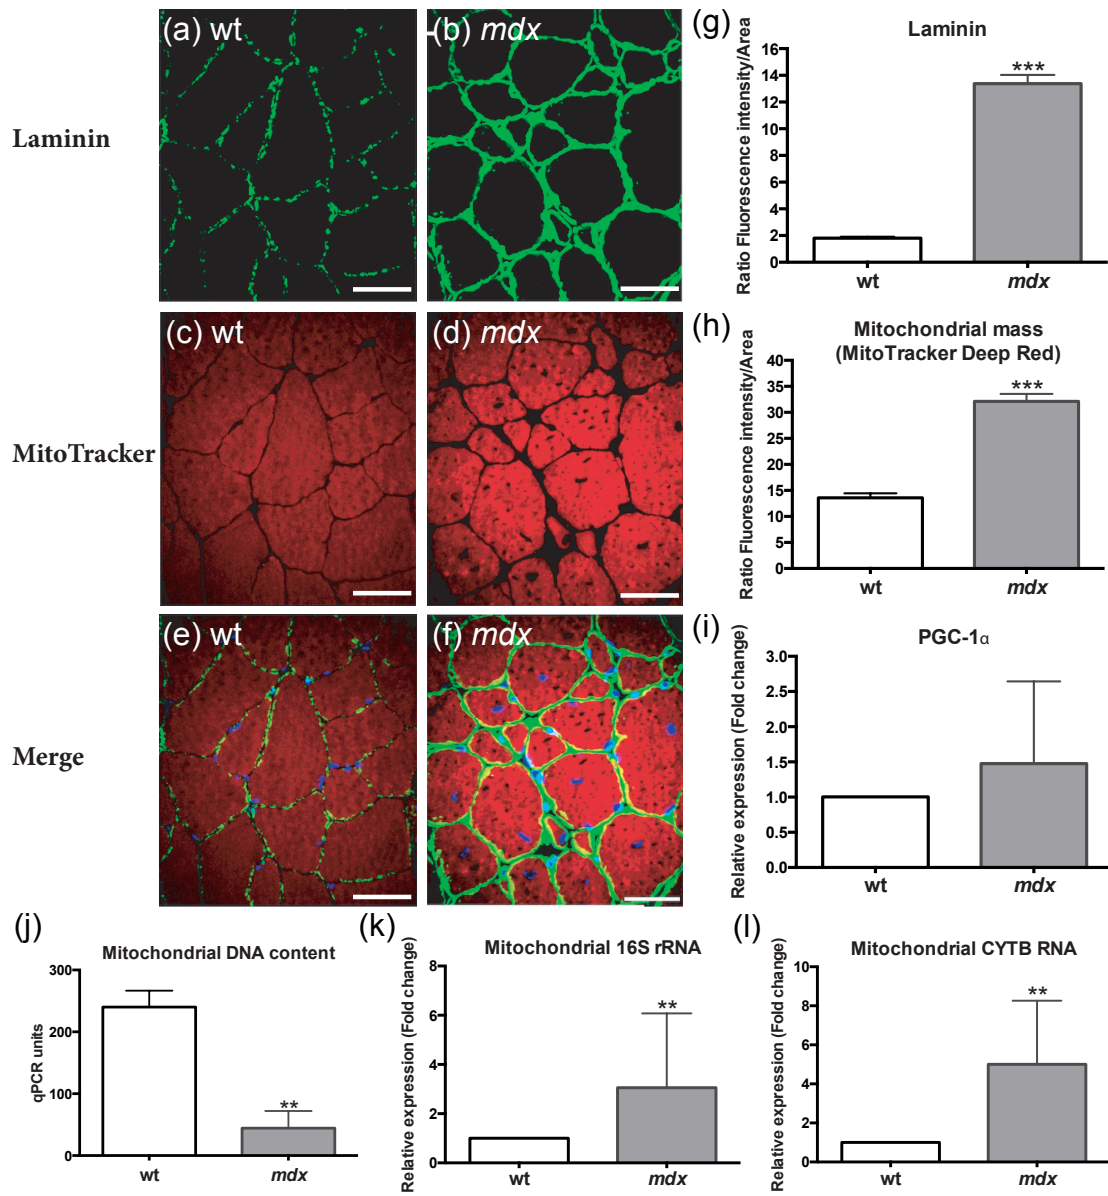 (a) wt
(b) mdx
Laminin
(c) wt
(d) mdx
MitoTracker
(e) wt
(f) mdx
Merge
(g)
Laminin
Ratio Fluorescence intensity/Area
16
14
12
10
8
6
4
2
0
***
wt
mdx
(h)
Mitochondrial mass
(MitoTracker Deep Red)
Ratio Fluorescence intensity/Area
40
35
30
25
20
15
10
5
0
***
wt
mdx
(i)
PGC-1α
Relative expression (Fold change)
3.0
2.5
2.0
1.5
1.0
0.5
0.0
wt
mdx
(j)
Mitochondrial DNA content
qPCR units
300
200
100
0
**
wt
mdx
(k)
Mitochondrial 16S rRNA
Relative expression (Fold change)
8
6
4
2
0
**
wt
mdx
(l)
Mitochondrial CYTB RNA
Relative expression (Fold change)
10
8
6
4
2
0
**
wt
mdx